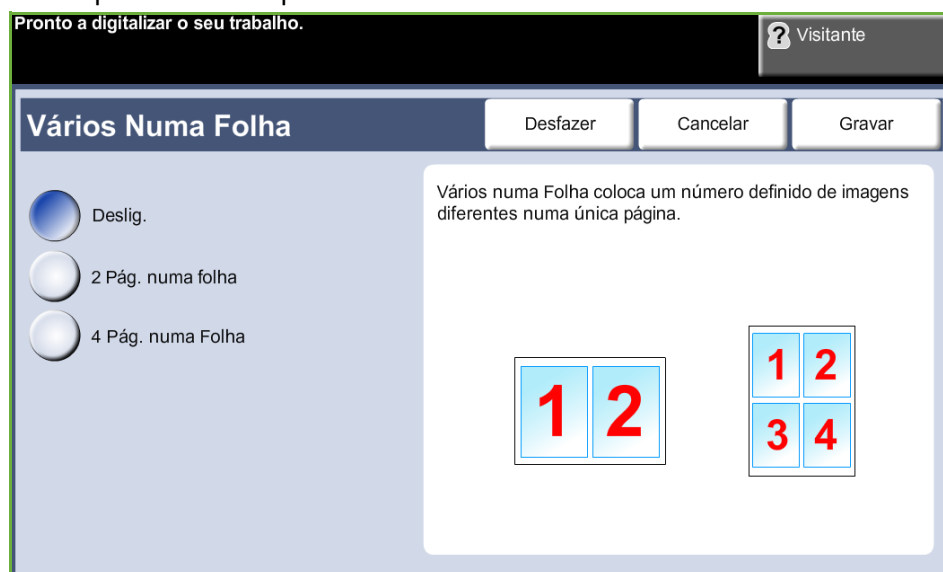 Pronto a digitalizar o seu trabalho.
? Visitante
Vários Numa Folha
Desfazer
Cancelar
Gravar
Deslig.
2 Pág. numa folha
4 Pág. numa Folha
Vários numa Folha coloca um número definido de imagens
diferentes numa única página.
1 2
1 2
3 4